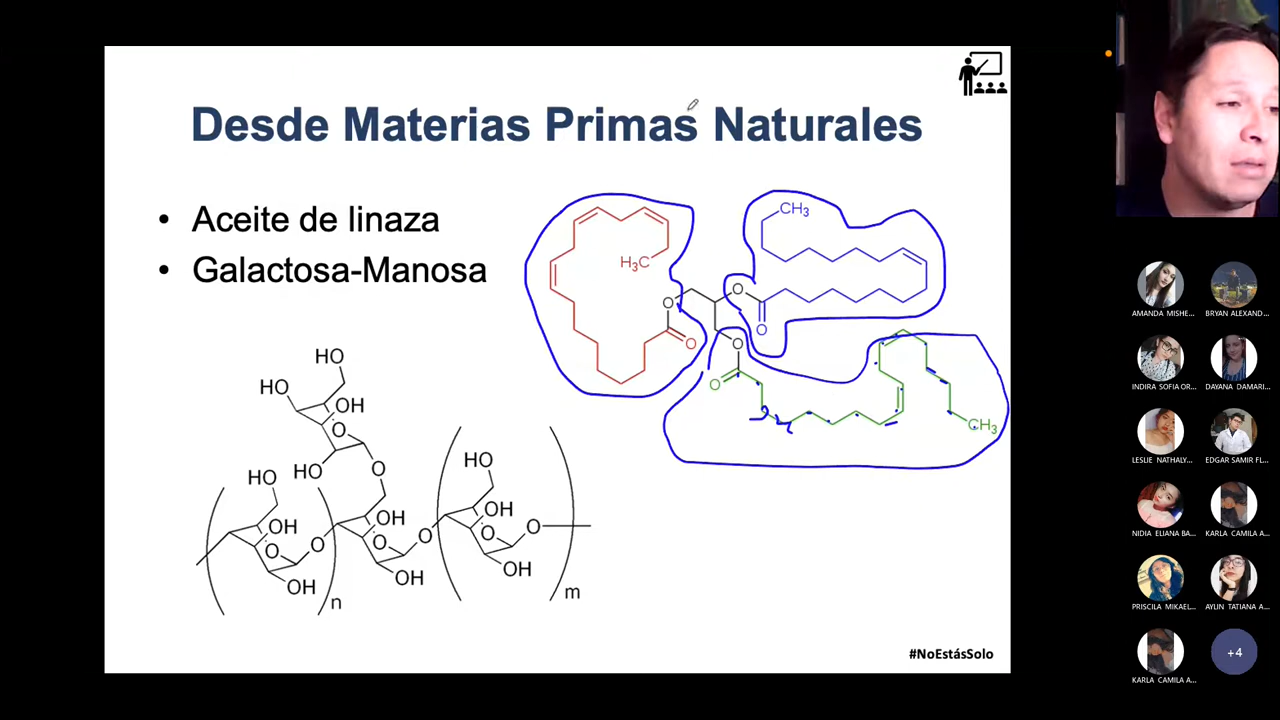 Desde Materias Primas Naturales
• Aceite de linaza
• Galactosa-Manosa
CH₃
H₃C
O
O
O
O
O
O
CH₃
HO
HO
OH
O
HO
O
HO
OH
O
O
OH
n
OH
O
O
OH
HO
OH
O
O
OH
m
#NoEstásSolo
AMANDA MISHE...
BRYAN ALEXAND...
INDIRA SOFIA OR...
DAYANA DAMARI...
LESLIE NATHALY...
EDGAR SAMIR FL...
NIDIA ELIANA BA...
KARLA CAMILA A...
PRISCILA MIKAEL...
AYLIN TATIANA A...
KARLA CAMILA A...
+4